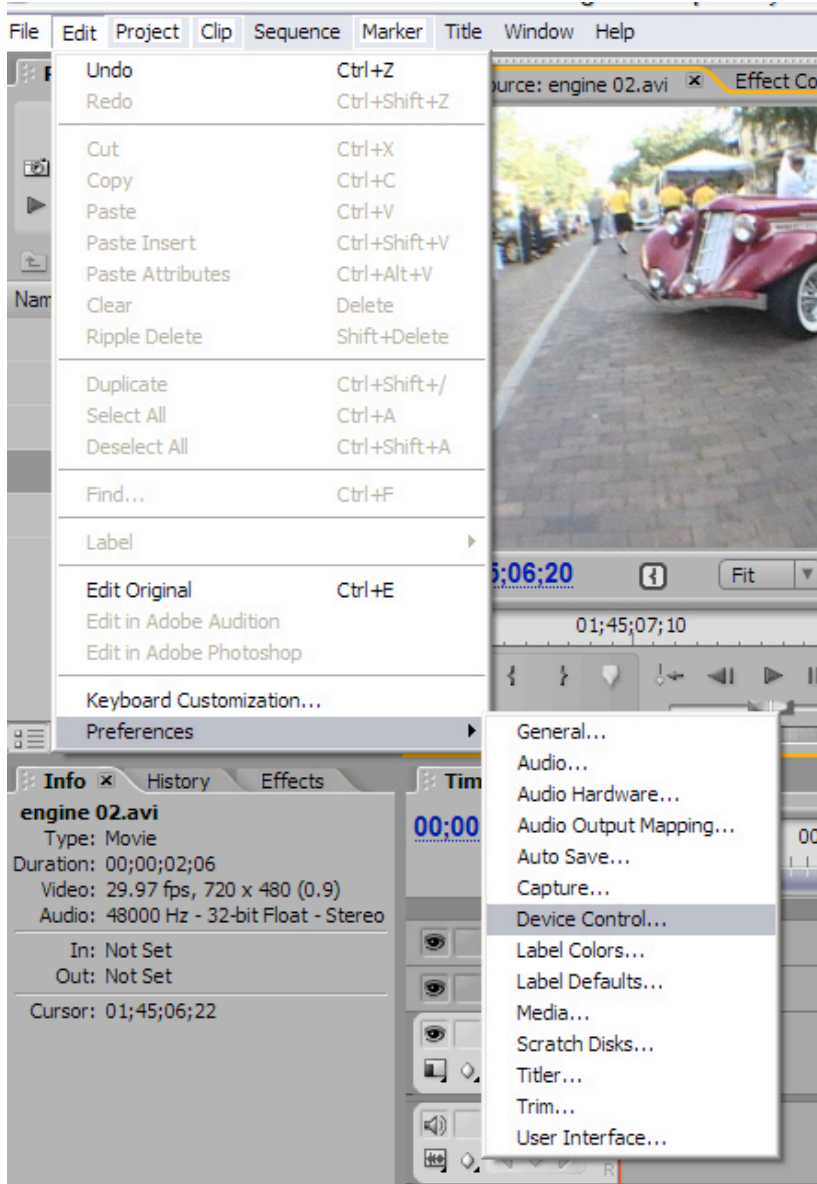 File Edit Project Clip Sequence Marker Title Window Help
Undo Ctrl+Z
Redo Ctrl+Shift+Z
Cut Ctrl+X
Copy Ctrl+C
Paste Ctrl+V
Paste Insert Ctrl+Shift+V
Paste Attributes Ctrl+Alt+V
Clear Delete
Ripple Delete Shift+Delete
Duplicate Ctrl+Shift+/
Select All Ctrl+A
Deselect All Ctrl+Shift+A
Find... Ctrl+F
Label
Edit Original Ctrl+E
Edit in Adobe Audition
Edit in Adobe Photoshop
Keyboard Customization...
Preferences
engine 02.avi Effect Co
;06;20 Fit
01;45;07;10
General...
Audio...
Audio Hardware...
Audio Output Mapping...
Auto Save...
Capture...
Device Control...
Label Colors...
Label Defaults...
Media...
Scratch Disks...
Titler...
Trim...
User Interface...
Nam
Info History Effects
engine 02.avi
Type: Movie
Duration: 00;00;02;06
Video: 29.97 fps, 720 x 480 (0.9)
Audio: 48000 Hz - 32-bit Float - Stereo
In: Not Set
Out: Not Set
Cursor: 01;45;06;22
Tim
00;00
00
R